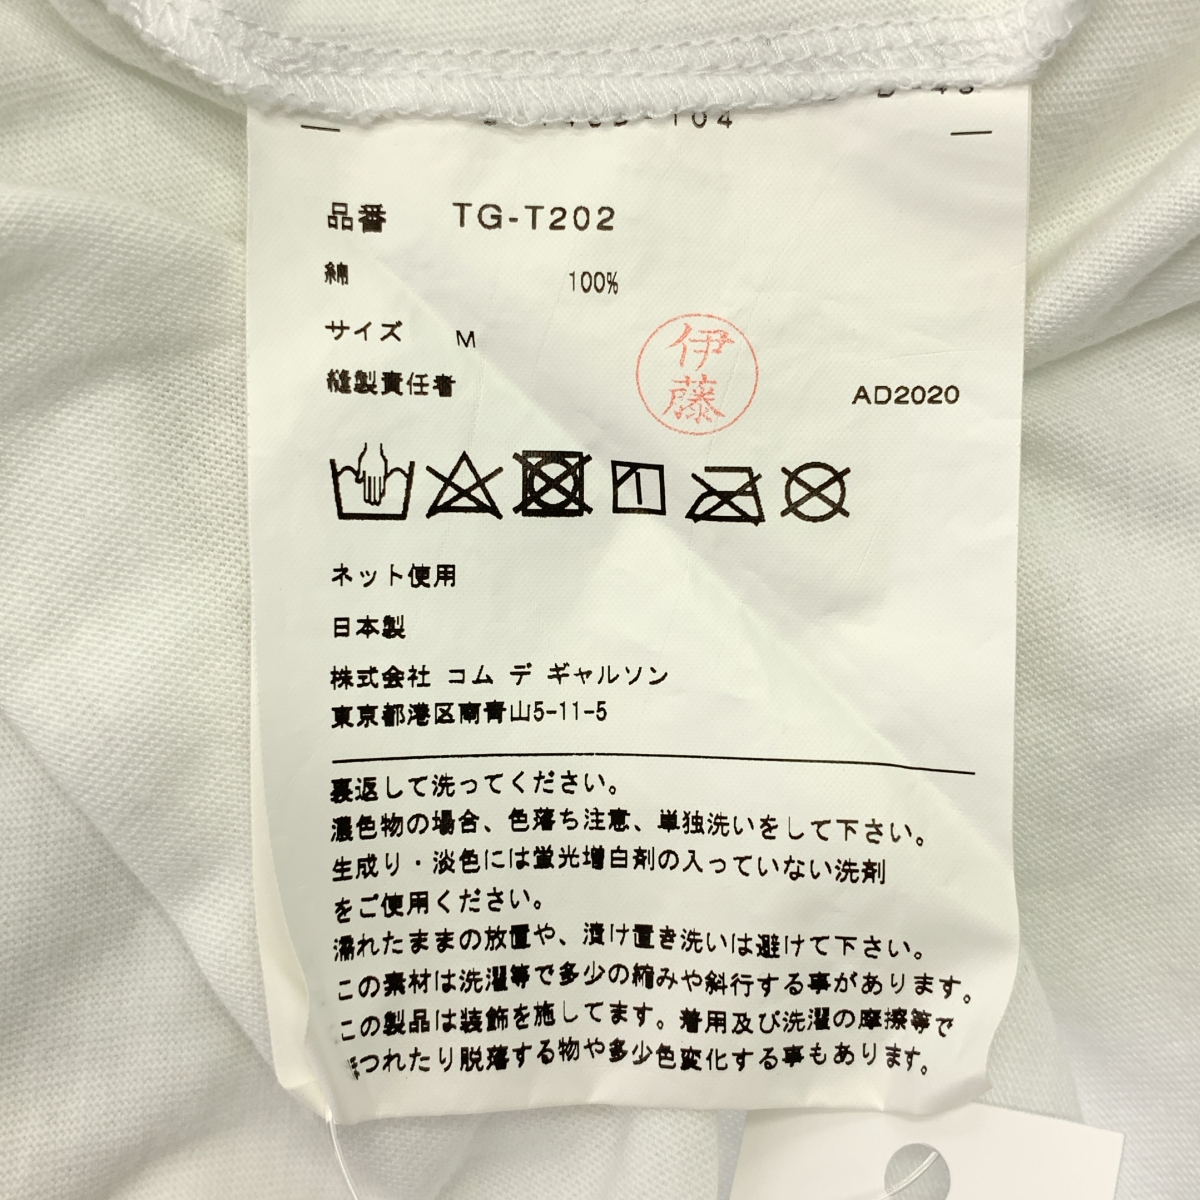 104
品番 TG-T202
綿 100%
サイズ M
縫製責任者
伊藤
AD2020
ネット使用
日本製
株式会社 コム デ ギャルソン
東京都港区南青山5-11-5
裏返して洗ってください。
濃色物の場合、色落ち注意、単独洗いをして下さい。
生成り・淡色には蛍光増白剤の入っていない洗剤
をご使用ください。
濡れたままの放置や、漬け置き洗いは避けて下さい。
この素材は洗濯等で多少の縮みや斜行する事があります。
この製品は装飾を施してます。着用及び洗濯の摩擦等で
つれたり脱落する物や多少色変化する事もあります。